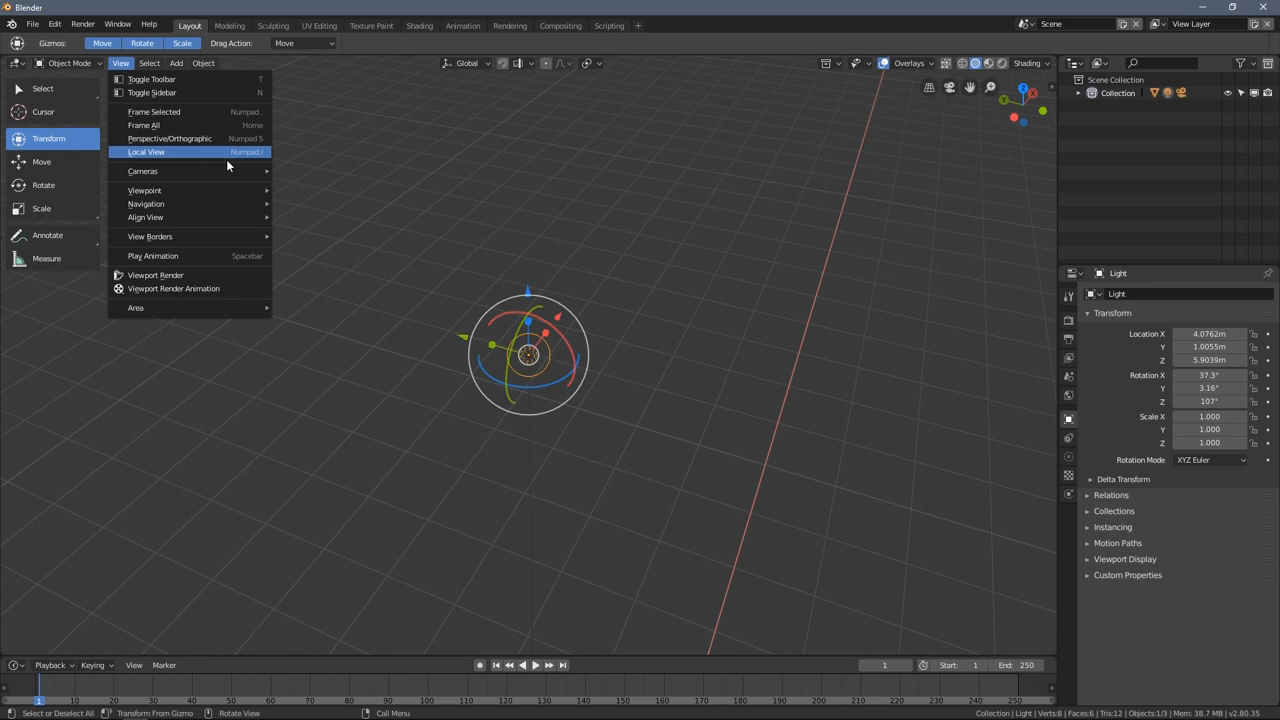 Blender
File Edit Render Window Help Layout Modeling Sculpting UV Editing Texture Paint Shading Animation Rendering Compositing Scripting + Scene View Layer
Gizmos: Move Rotate Scale Drag Action: Move
Object Mode View Select Add Object Global Overlays Shading
Select
Cursor
Transform
Move
Rotate
Scale
Annotate
Measure
Toggle Toolbar T
Toggle Sidebar N
Frame Selected Numpad .
Frame All Home
Perspective/Orthographic Numpad 5
Local View Numpad /
Cameras
Viewpoint
Navigation
Align View
View Borders
Play Animation Spacebar
Viewport Render
Viewport Render Animation
Area
Z
X
Y
Scene Collection
Collection
Light
Light
Transform
Location X 4.0762m
Y 1.0055m
Z 5.9039m
Rotation X 37.3°
Y 3.16°
Z 107°
Scale X 1.000
Y 1.000
Z 1.000
Rotation Mode XYZ Euler
Delta Transform
Relations
Collections
Instancing
Motion Paths
Viewport Display
Custom Properties
Playback Keying View Marker 1 Start: 1 End: 250
1 10 20 30 40 50 60 70 80 90 100 110 120 130 140 150 160 170 180 190 200 210 220 230 240 250
Select or Deselect All Transform From Gizmo Rotate View Call Menu Collection | Light | Verts:8 | Faces:6 | Tris:12 | Objects:1/3 | Mem: 38.7 MB | v2.80.35